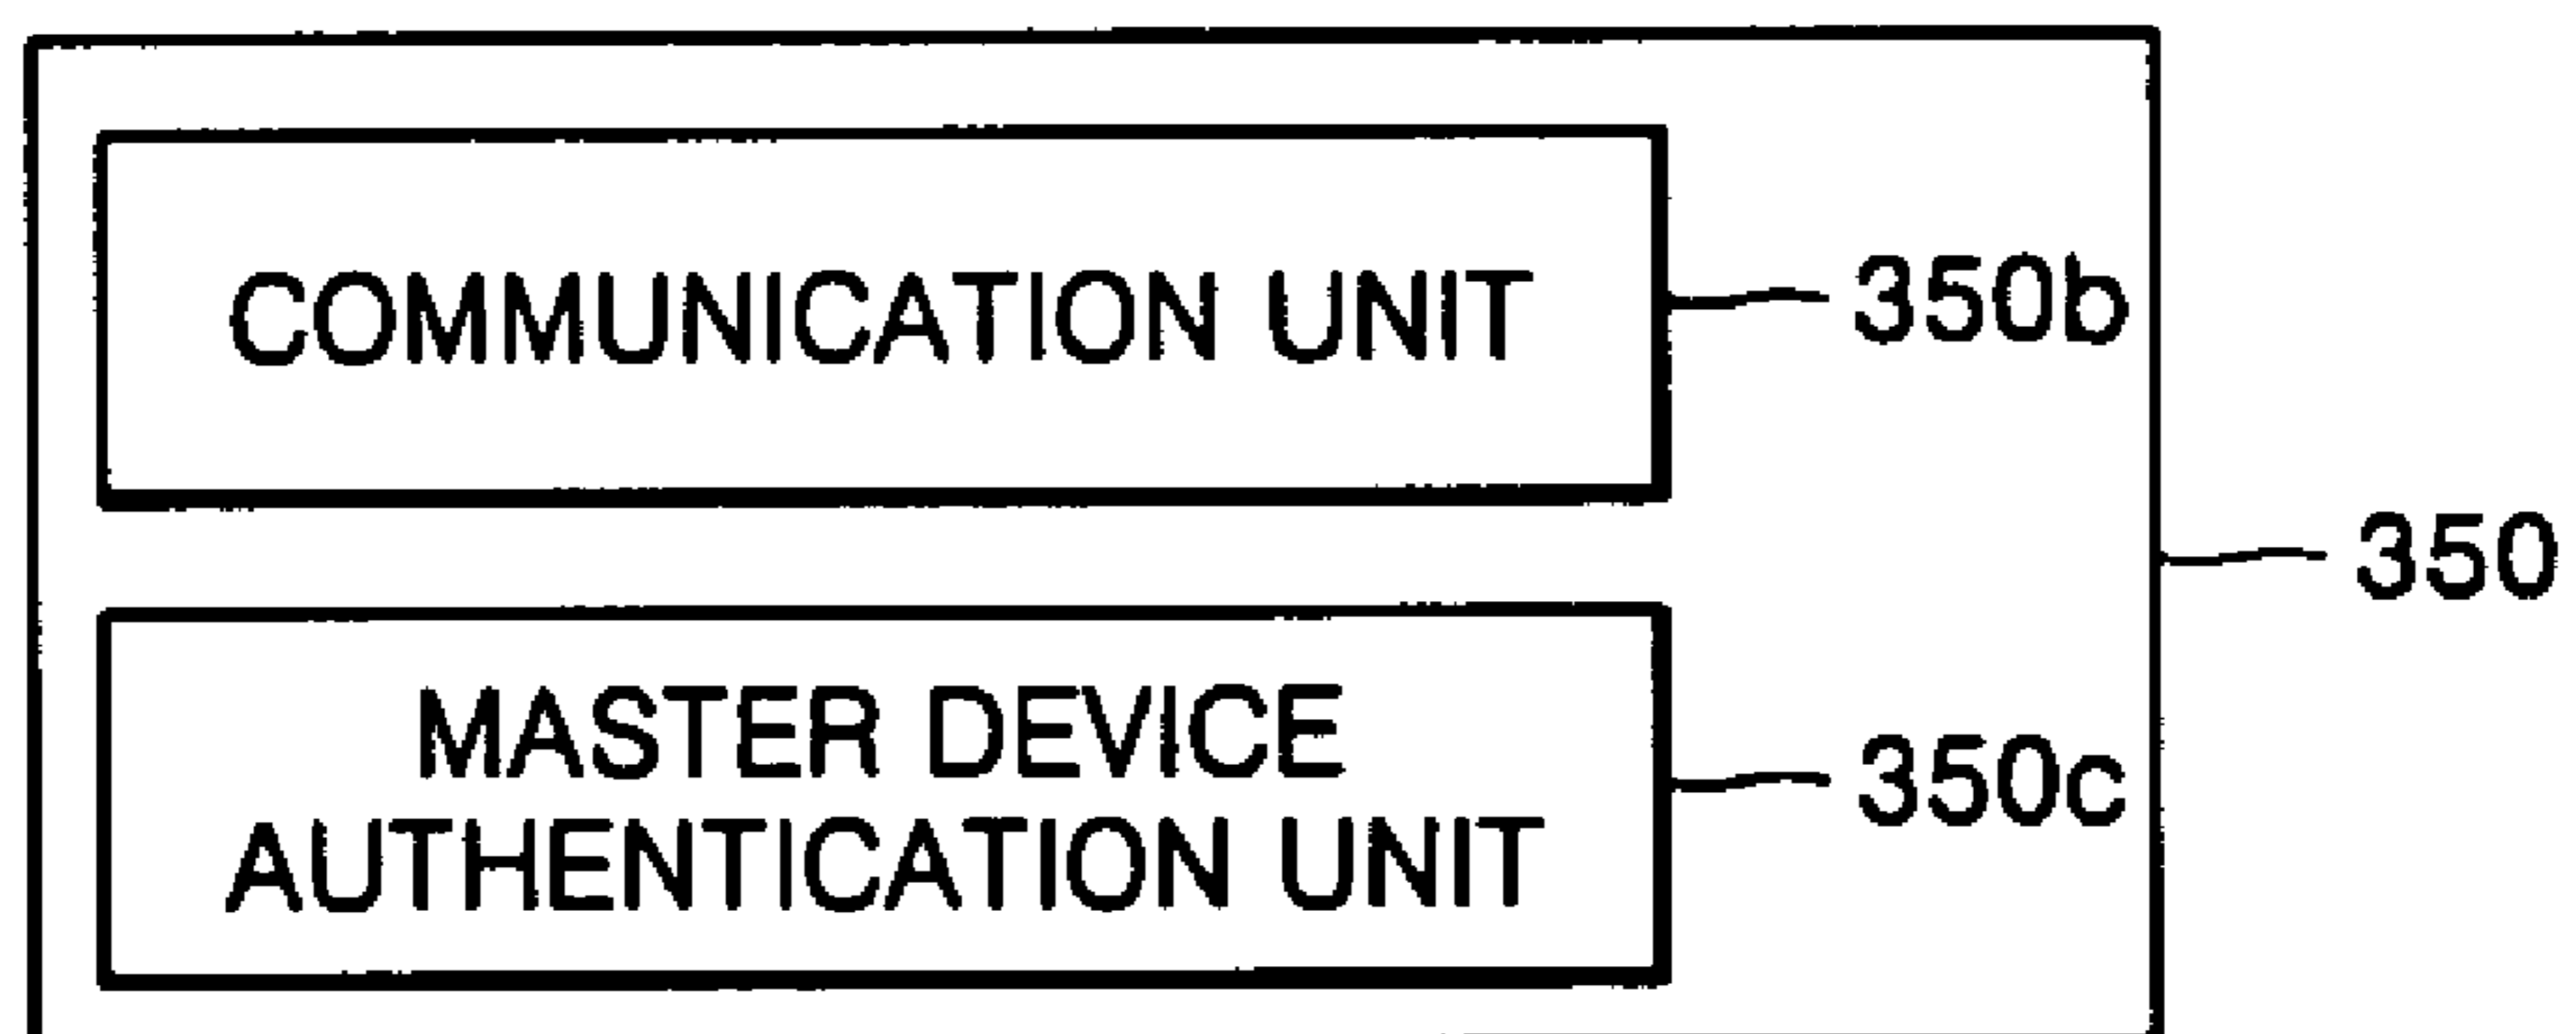 COMMUNICATION UNIT
350b
350
MASTER DEVICE
AUTHENTICATION UNIT
350c